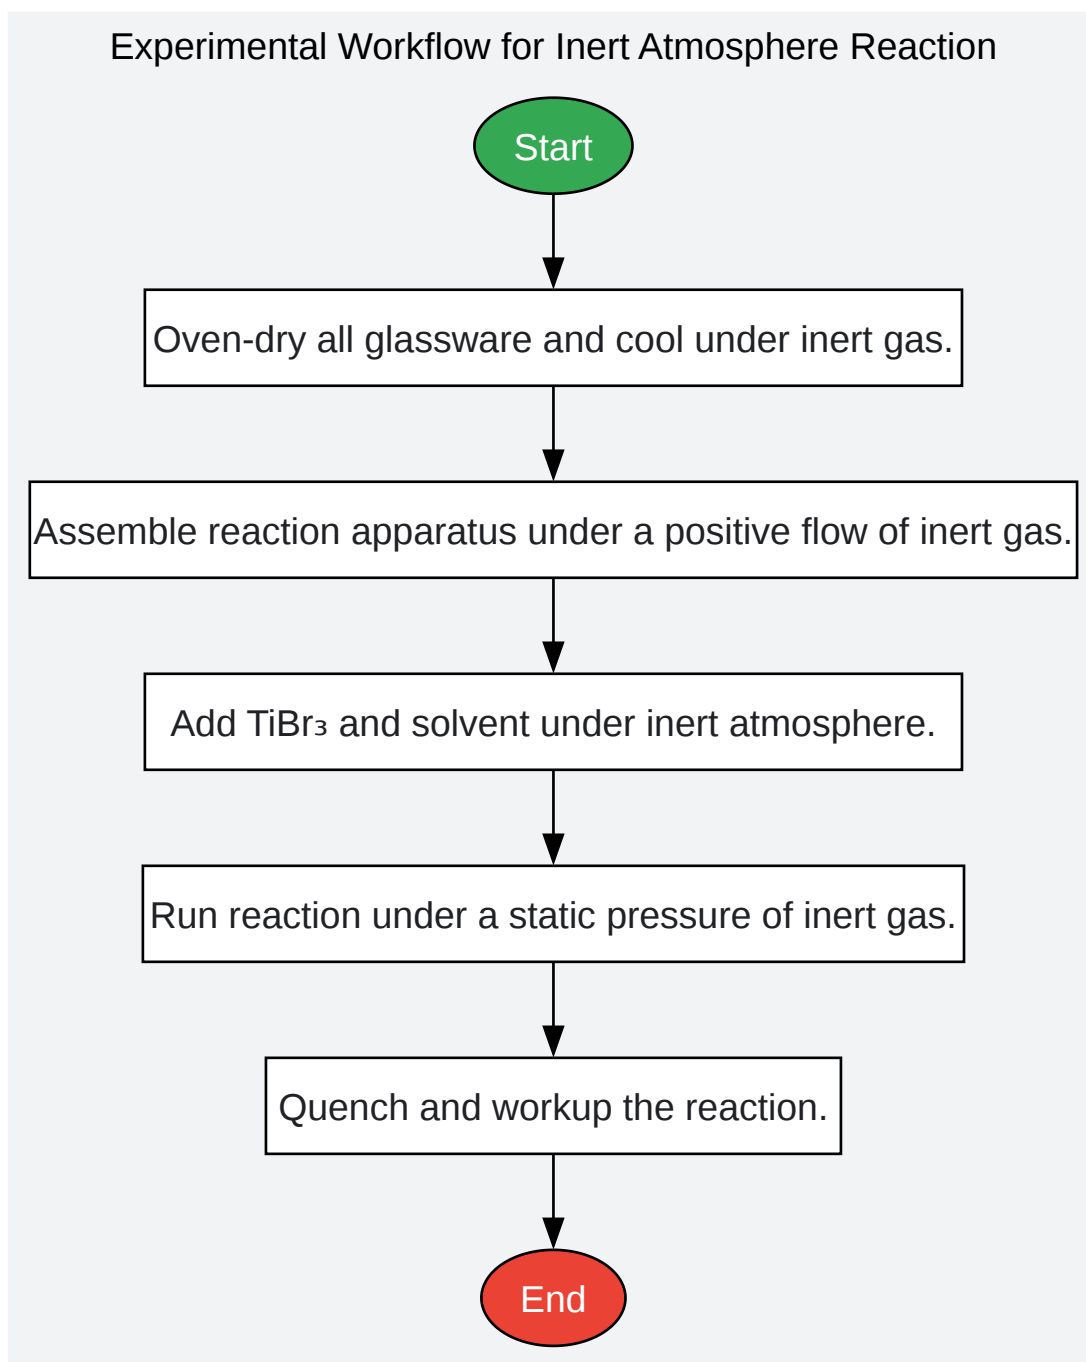 Experimental Workflow for Inert Atmosphere Reaction
Start
Oven-dry all glassware and cool under inert gas.
Assemble reaction apparatus under a positive flow of inert gas.
Add TiBr₃ and solvent under inert atmosphere.
Run reaction under a static pressure of inert gas.
Quench and workup the reaction.
End